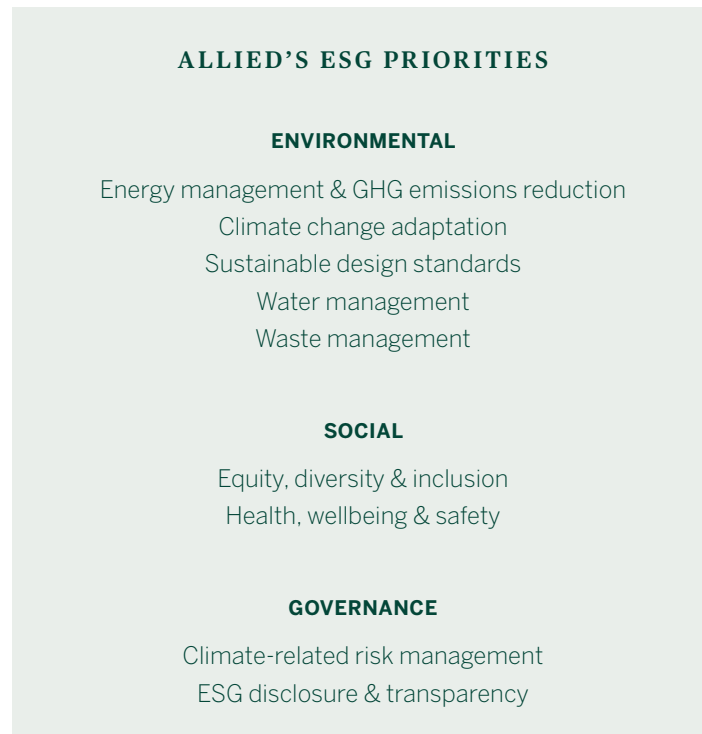 ALLIED’S ESG PRIORITIES
ENVIRONMENTAL
Energy management & GHG emissions reduction
Climate change adaptation
Sustainable design standards
Water management
Waste management
SOCIAL
Equity, diversity & inclusion
Health, wellbeing & safety
GOVERNANCE
Climate-related risk management
ESG disclosure & transparency